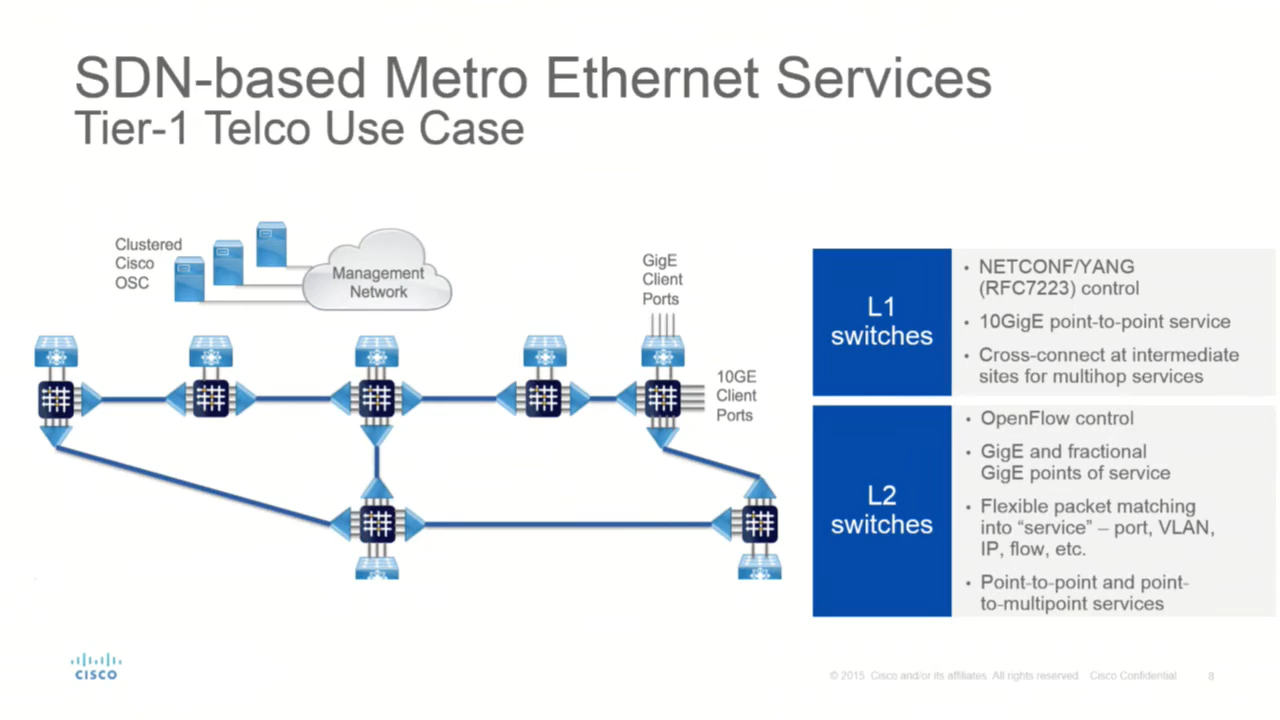 SDN-based Metro Ethernet Services
Tier-1 Telco Use Case
Clustered
Cisco
OSC
Management
Network
GigE
Client
Ports
10GE
Client
Ports
L1
switches
• NETCONF/YANG
(RFC7223) control
• 10GigE point-to-point service
• Cross-connect at intermediate
sites for multihop services
L2
switches
• OpenFlow control
• GigE and fractional
GigE points of service
• Flexible packet matching
into “service” – port, VLAN,
IP, flow, etc.
• Point-to-point and point-
to-multipoint services
CISCO
© 2015 Cisco and/or its affiliates. All rights reserved. Cisco Confidential 8